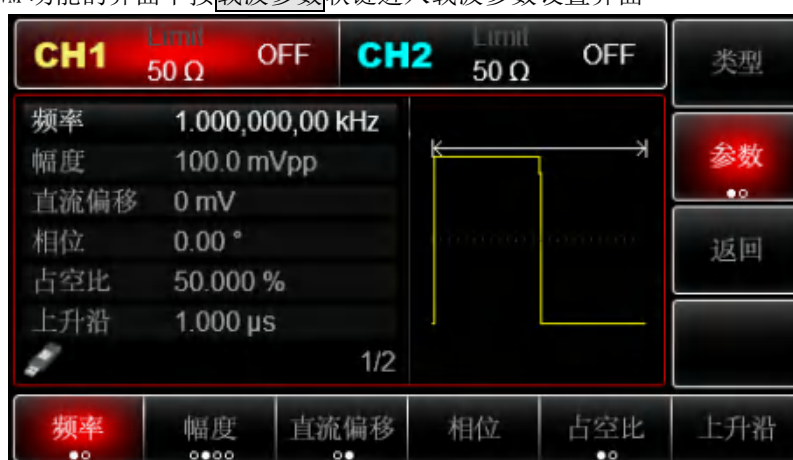 功能的界面中按载波参数软键进入载波参数设置界面
CH1 Limit 50 Ω OFF CH2 Limit 50 Ω OFF
类型
频率 1.000,000,00 kHz
幅度 100.0 mVpp
参数
直流偏移 0 mV
相位 0.00 °
返回
占空比 50.000 %
上升沿 1.000 µs
1/2
频率 幅度 直流偏移 相位 占空比 上升沿